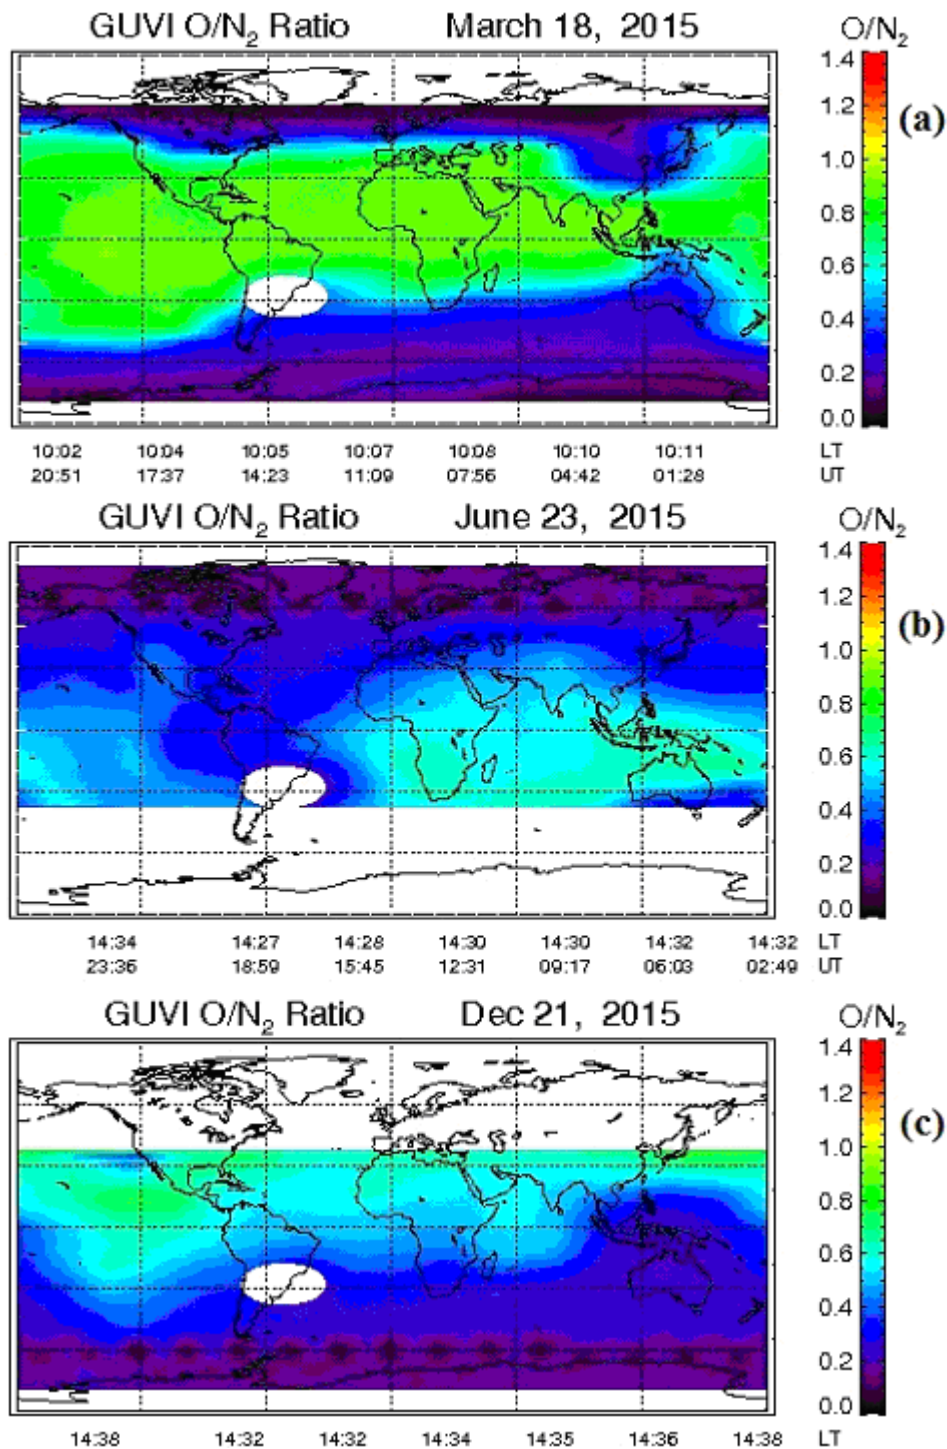 GUVI O/N₂ Ratio March 18, 2015 O/N₂
1.4
1.2
(a)
1.0
0.8
0.6
0.4
0.2
0.0
10:02 10:04 10:05 10:07 10:08 10:10 10:11 LT
20:51 17:37 14:23 11:09 07:56 04:42 01:28 UT
GUVI O/N₂ Ratio June 23, 2015 O/N₂
1.4
1.2
(b)
1.0
0.8
0.6
0.4
0.2
0.0
14:34 14:27 14:28 14:30 14:30 14:32 14:32 LT
23:36 18:59 15:45 12:31 09:17 06:03 02:49 UT
GUVI O/N₂ Ratio Dec 21, 2015 O/N₂
1.4
1.2
(c)
1.0
0.8
0.6
0.4
0.2
0.0
14:38 14:32 14:32 14:34 14:35 14:36 14:38 LT